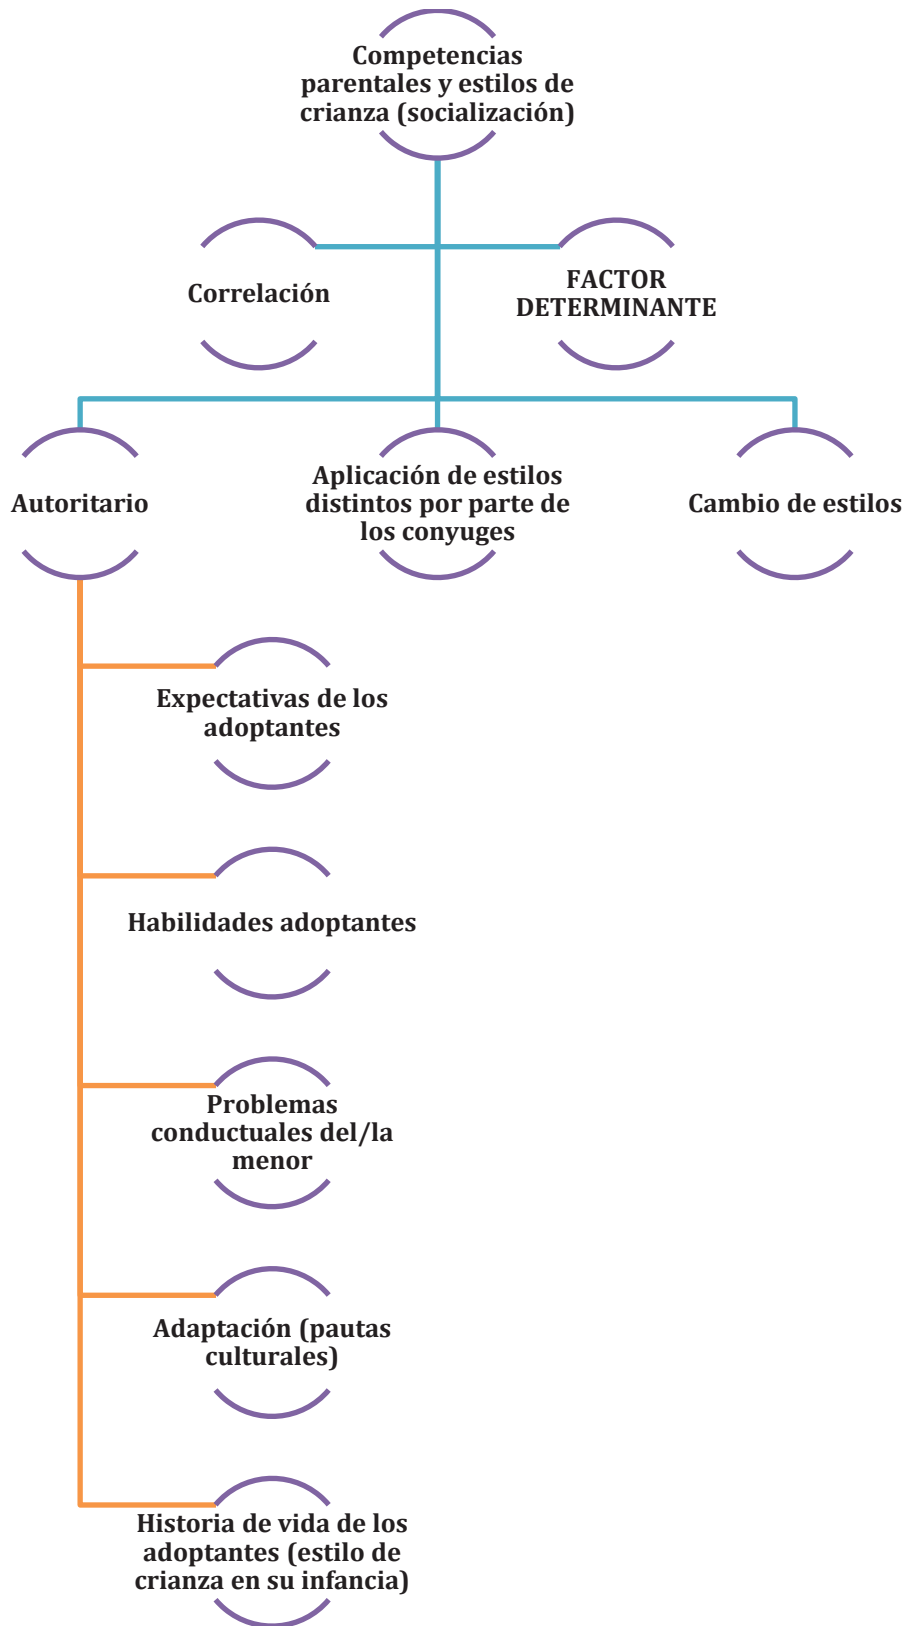 Competencias
parentales y estilos de
crianza (socialización)
Correlación
FACTOR
DETERMINANTE
Autoritario
Aplicación de estilos
distintos por parte de
los conyuges
Cambio de estilos
Expectativas de los
adoptantes
Habilidades adoptantes
Problemas
conductuales del/la
menor
Adaptación (pautas
culturales)
Historia de vida de los
adoptantes (estilo de
crianza en su infancia)